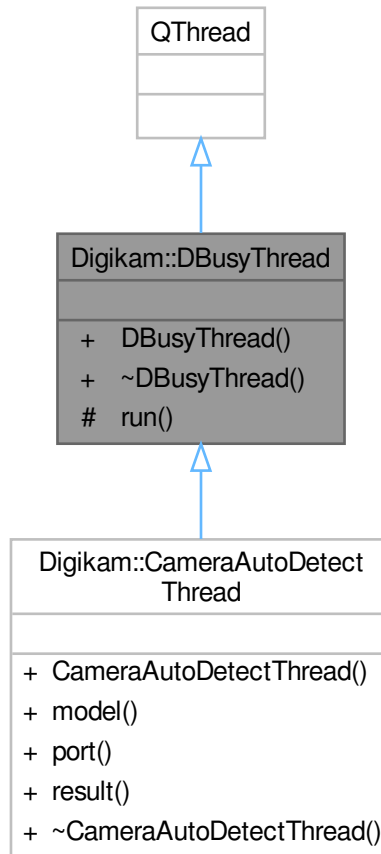 QThread
Digikam::DBusyThread
+ DBusyThread()
+ ~DBusyThread()
# run()
Digikam::CameraAutoDetect
Thread
+ CameraAutoDetectThread()
+ model()
+ port()
+ result()
+ ~CameraAutoDetectThread()